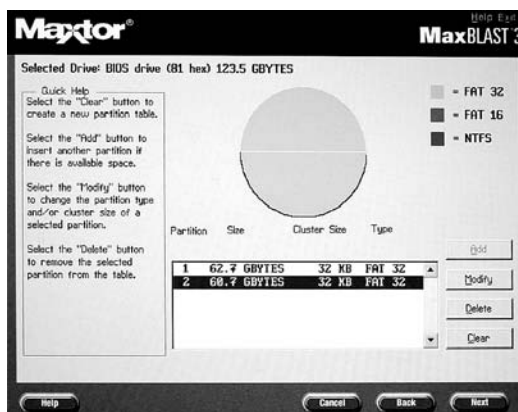 Maxtor®
Help Exit
MaxBLAST 3
Selected Drive: BIOS drive (81 hex) 123.5 GBYTES
Quick Help
Select the "Clear" button to
create a new partition table.
Select the "Add" button to
insert another partition if
there is available space.
Select the "Modify" button
to change the partition type
and/or cluster size of a
selected partition.
Select the "Delete" button
to remove the selected
partition from the table.
= FAT 32
= FAT 16
= NTFS
Partition Size Cluster Size Type
1 62.7 GBYTES 32 KB FAT 32
2 60.7 GBYTES 32 KB FAT 32
Add
Modify
Delete
Clear
Help
Cancel
Back
Next